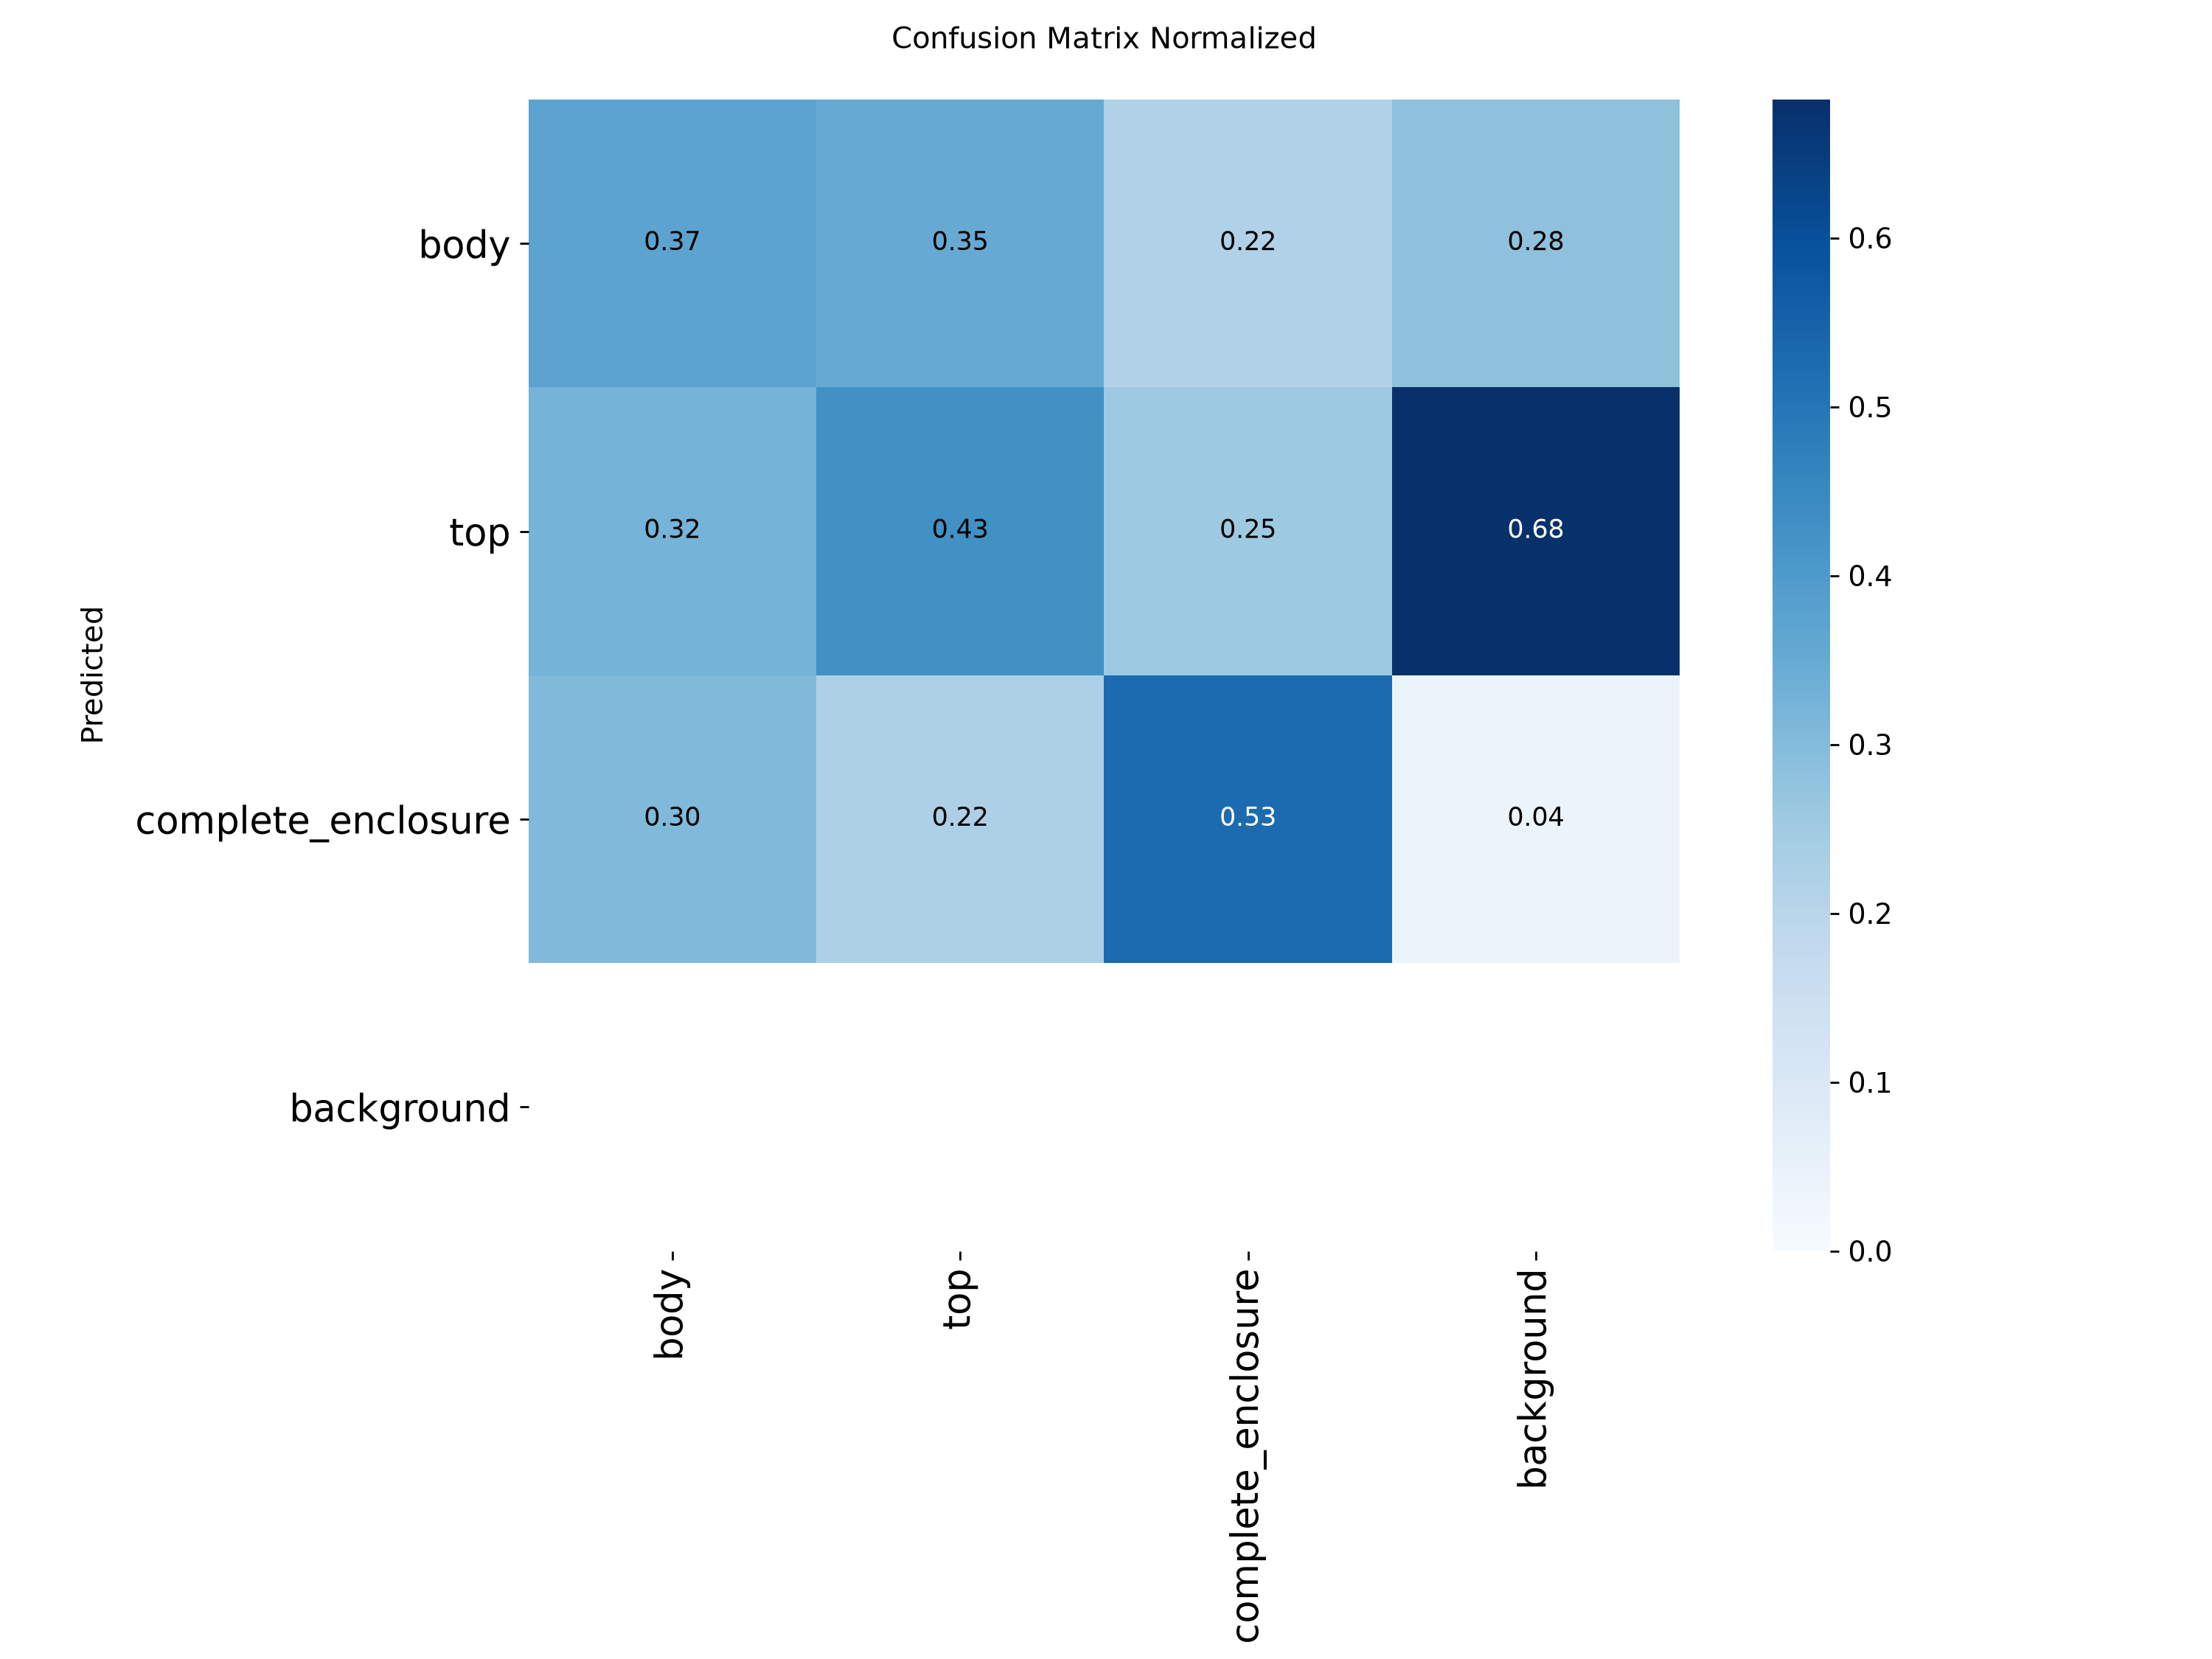 Confusion Matrix Normalized
Predicted
body
0.37 0.35 0.22 0.28
top
0.32 0.43 0.25 0.68
complete_enclosure
0.30 0.22 0.53 0.04
background
body
top
complete_enclosure
background
0.6
0.5
0.4
0.3
0.2
0.1
0.0